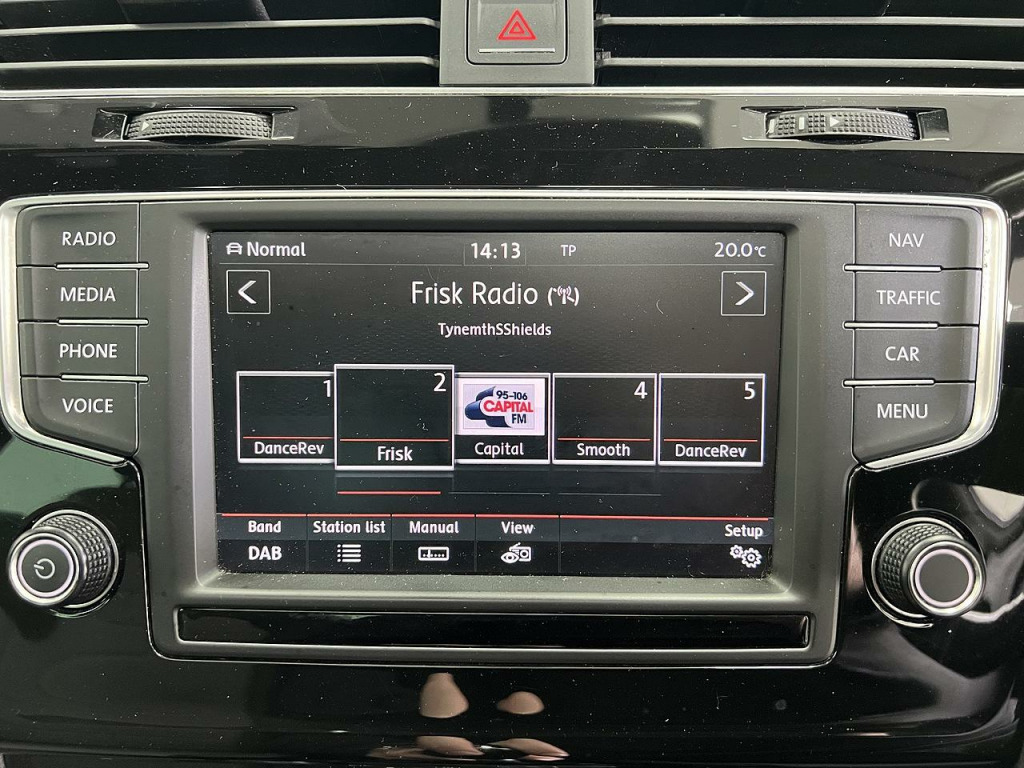 RADIO
MEDIA
PHONE
VOICE
Normal 14:13 TP 20.0°C
Frisk Radio
TynemthSShields
1
DanceRev
2
Frisk
95-106
CAPITAL
FM
Capital
4
Smooth
5
DanceRev
Band Station list Manual View Setup
DAB
NAV
TRAFFIC
CAR
MENU